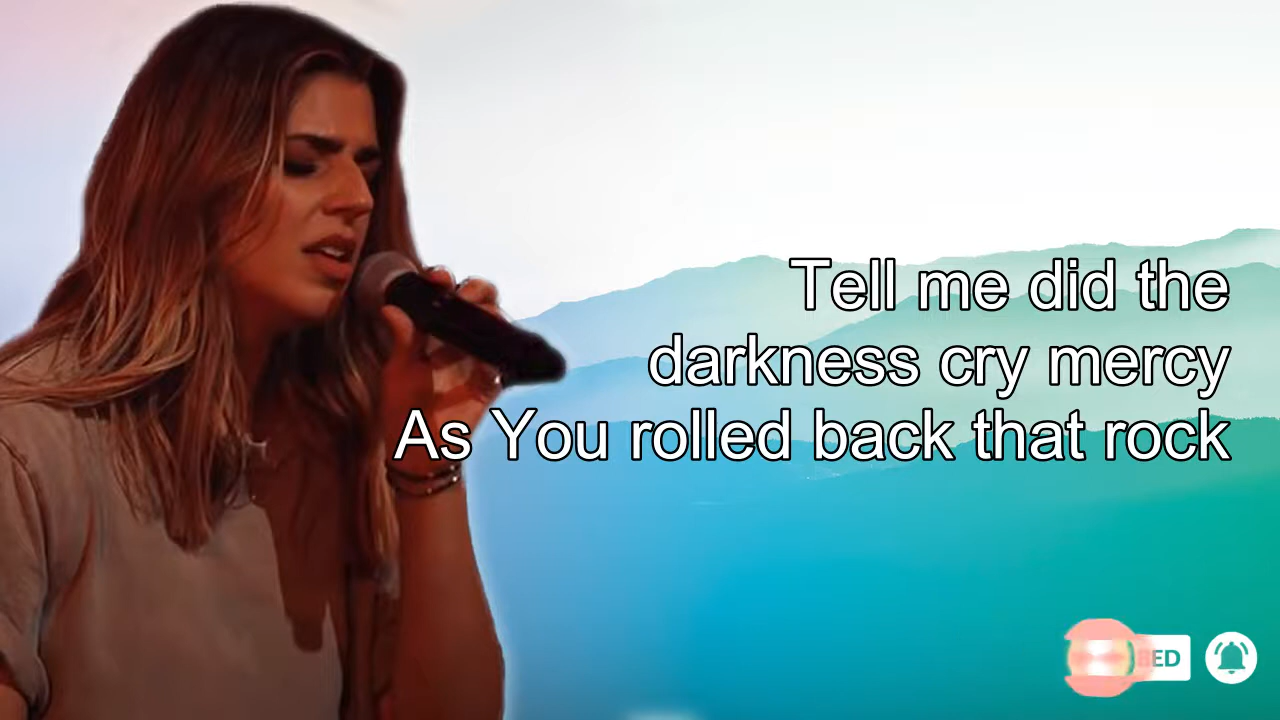 Tell me did the
darkness cry mercy
As You rolled back that rock